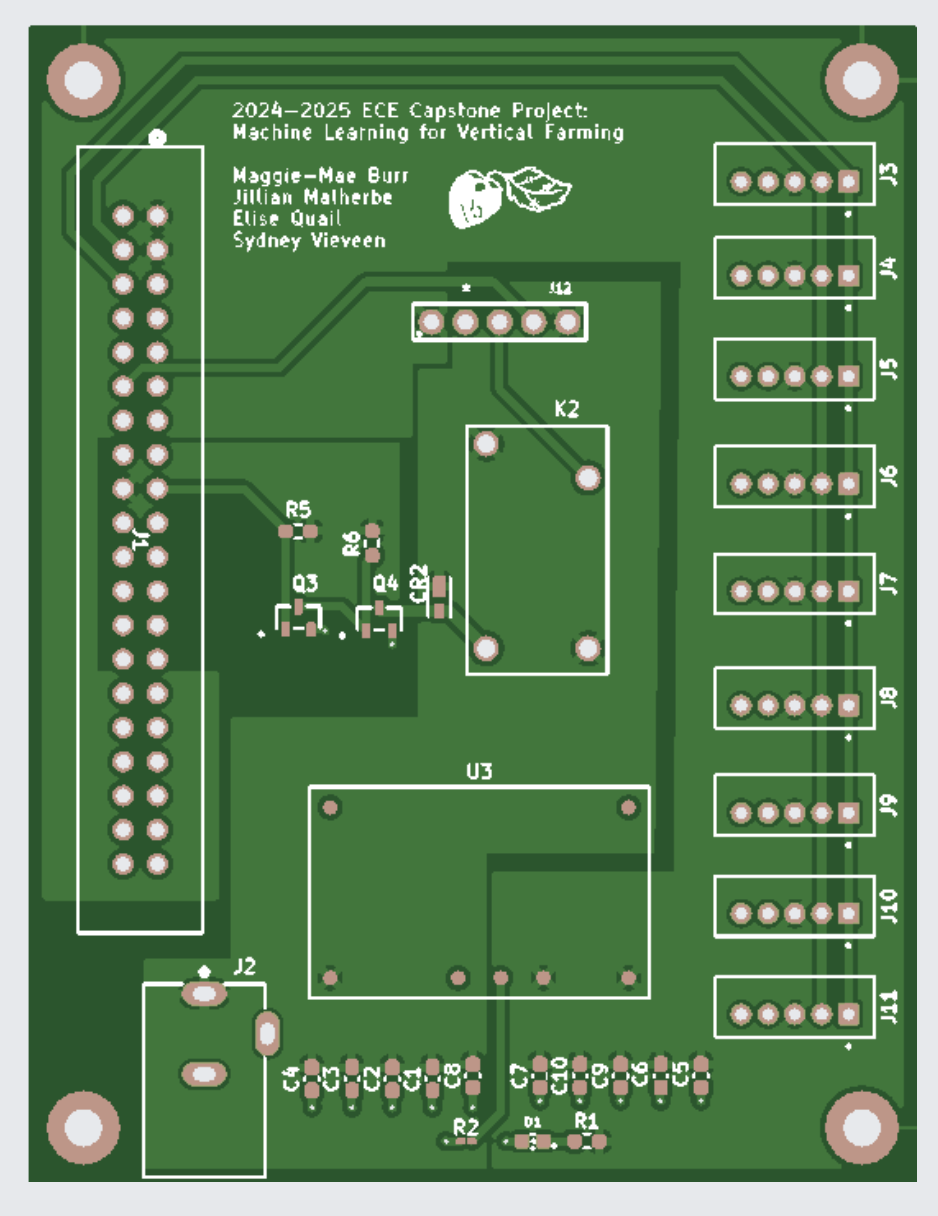 2024-2025 ECE Capstone Project:
Machine Learning for Vertical Farming
Maggie-Mae Burr
Jillian Malherbe
Elise Quail
Sydney Vieveen
J3
J4
J12
J5
K2
J6
R5
J1
R6
Q3
Q4
CR2
J7
J8
U3
J9
J10
J2
J11
C4
C3
C2
C1
C8
C7
C10
C9
C6
C5
R2
D1
R1